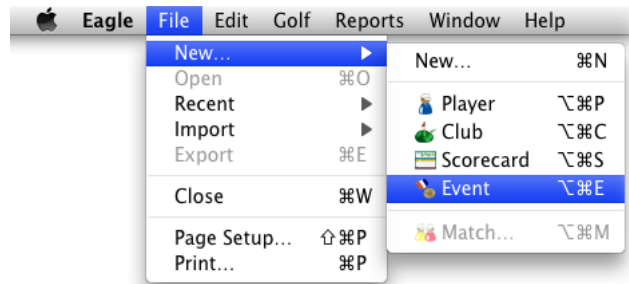 Eagle File Edit Golf Reports Window Help
New...
Open ⌘O
Recent
Import
Export ⌘E
Close ⌘W
Page Setup... ⇧⌘P
Print... ⌘P
New... ⌘N
Player ⌥⌘P
Club ⌥⌘C
Scorecard ⌥⌘S
Event ⌥⌘E
Match... ⌥⌘M